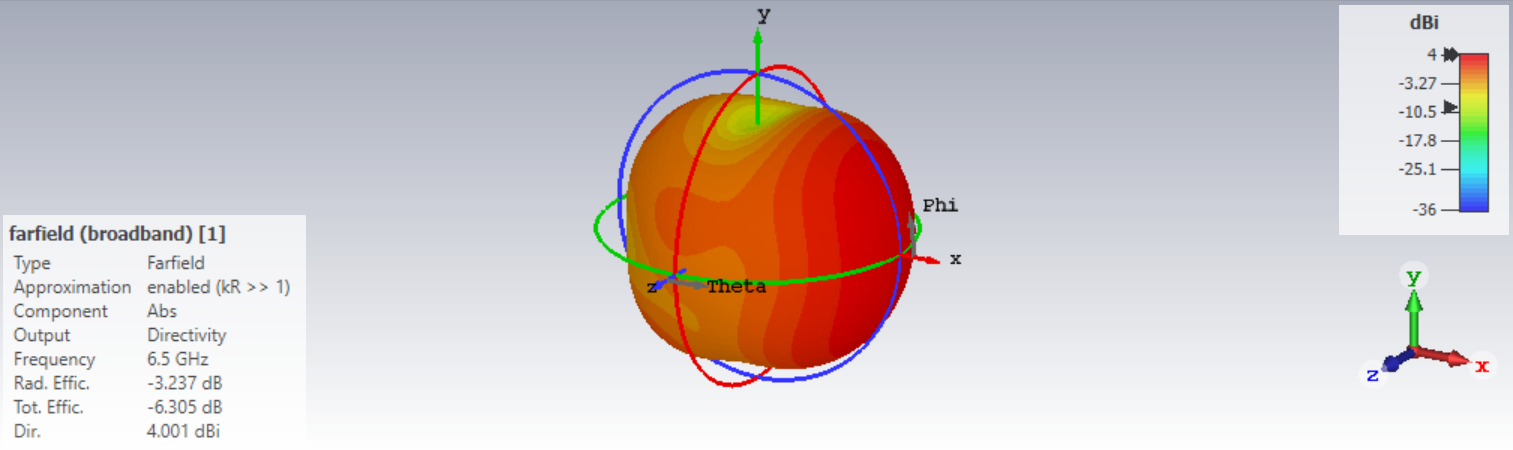 y
dBi
4
-3.27
-10.5
-17.8
-25.1
-36
Phi
x
z
Theta
farfield (broadband) [1]
Type Farfield
Approximation enabled (kR >> 1)
Component Abs
Output Directivity
Frequency 6.5 GHz
Rad. Effic. -3.237 dB
Tot. Effic. -6.305 dB
Dir. 4.001 dBi
y
x
z